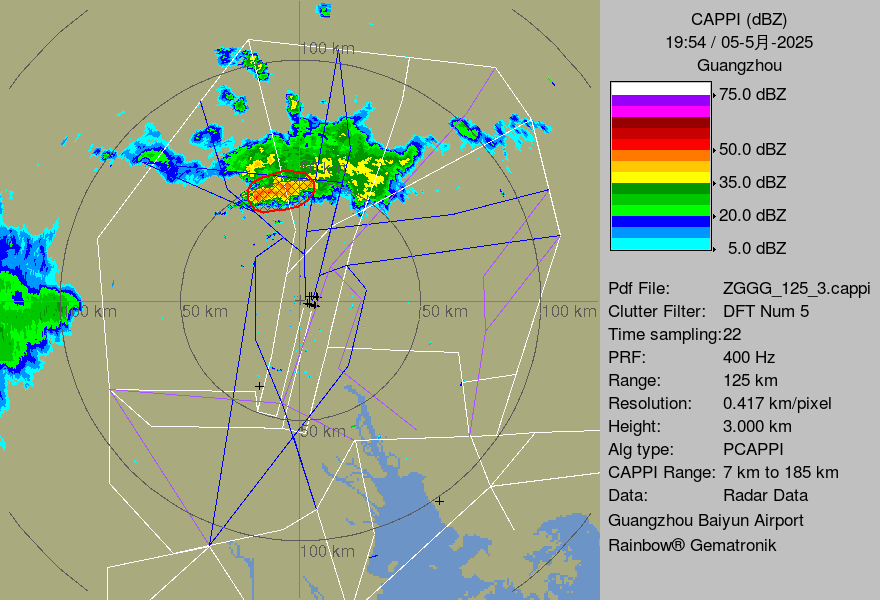 CAPPI (dBZ)
19:54 / 05-5月-2025
Guangzhou
75.0 dBZ
50.0 dBZ
35.0 dBZ
20.0 dBZ
5.0 dBZ
Pdf File: ZGGG_125_3.cappi
Clutter Filter: DFT Num 5
Time sampling:22
PRF: 400 Hz
Range: 125 km
Resolution: 0.417 km/pixel
Height: 3.000 km
Alg type: PCAPPI
CAPPI Range: 7 km to 185 km
Data: Radar Data
Guangzhou Baiyun Airport
Rainbow® Gematronik
100 km
100 km
50 km
50 km
100 km
50 km
100 km